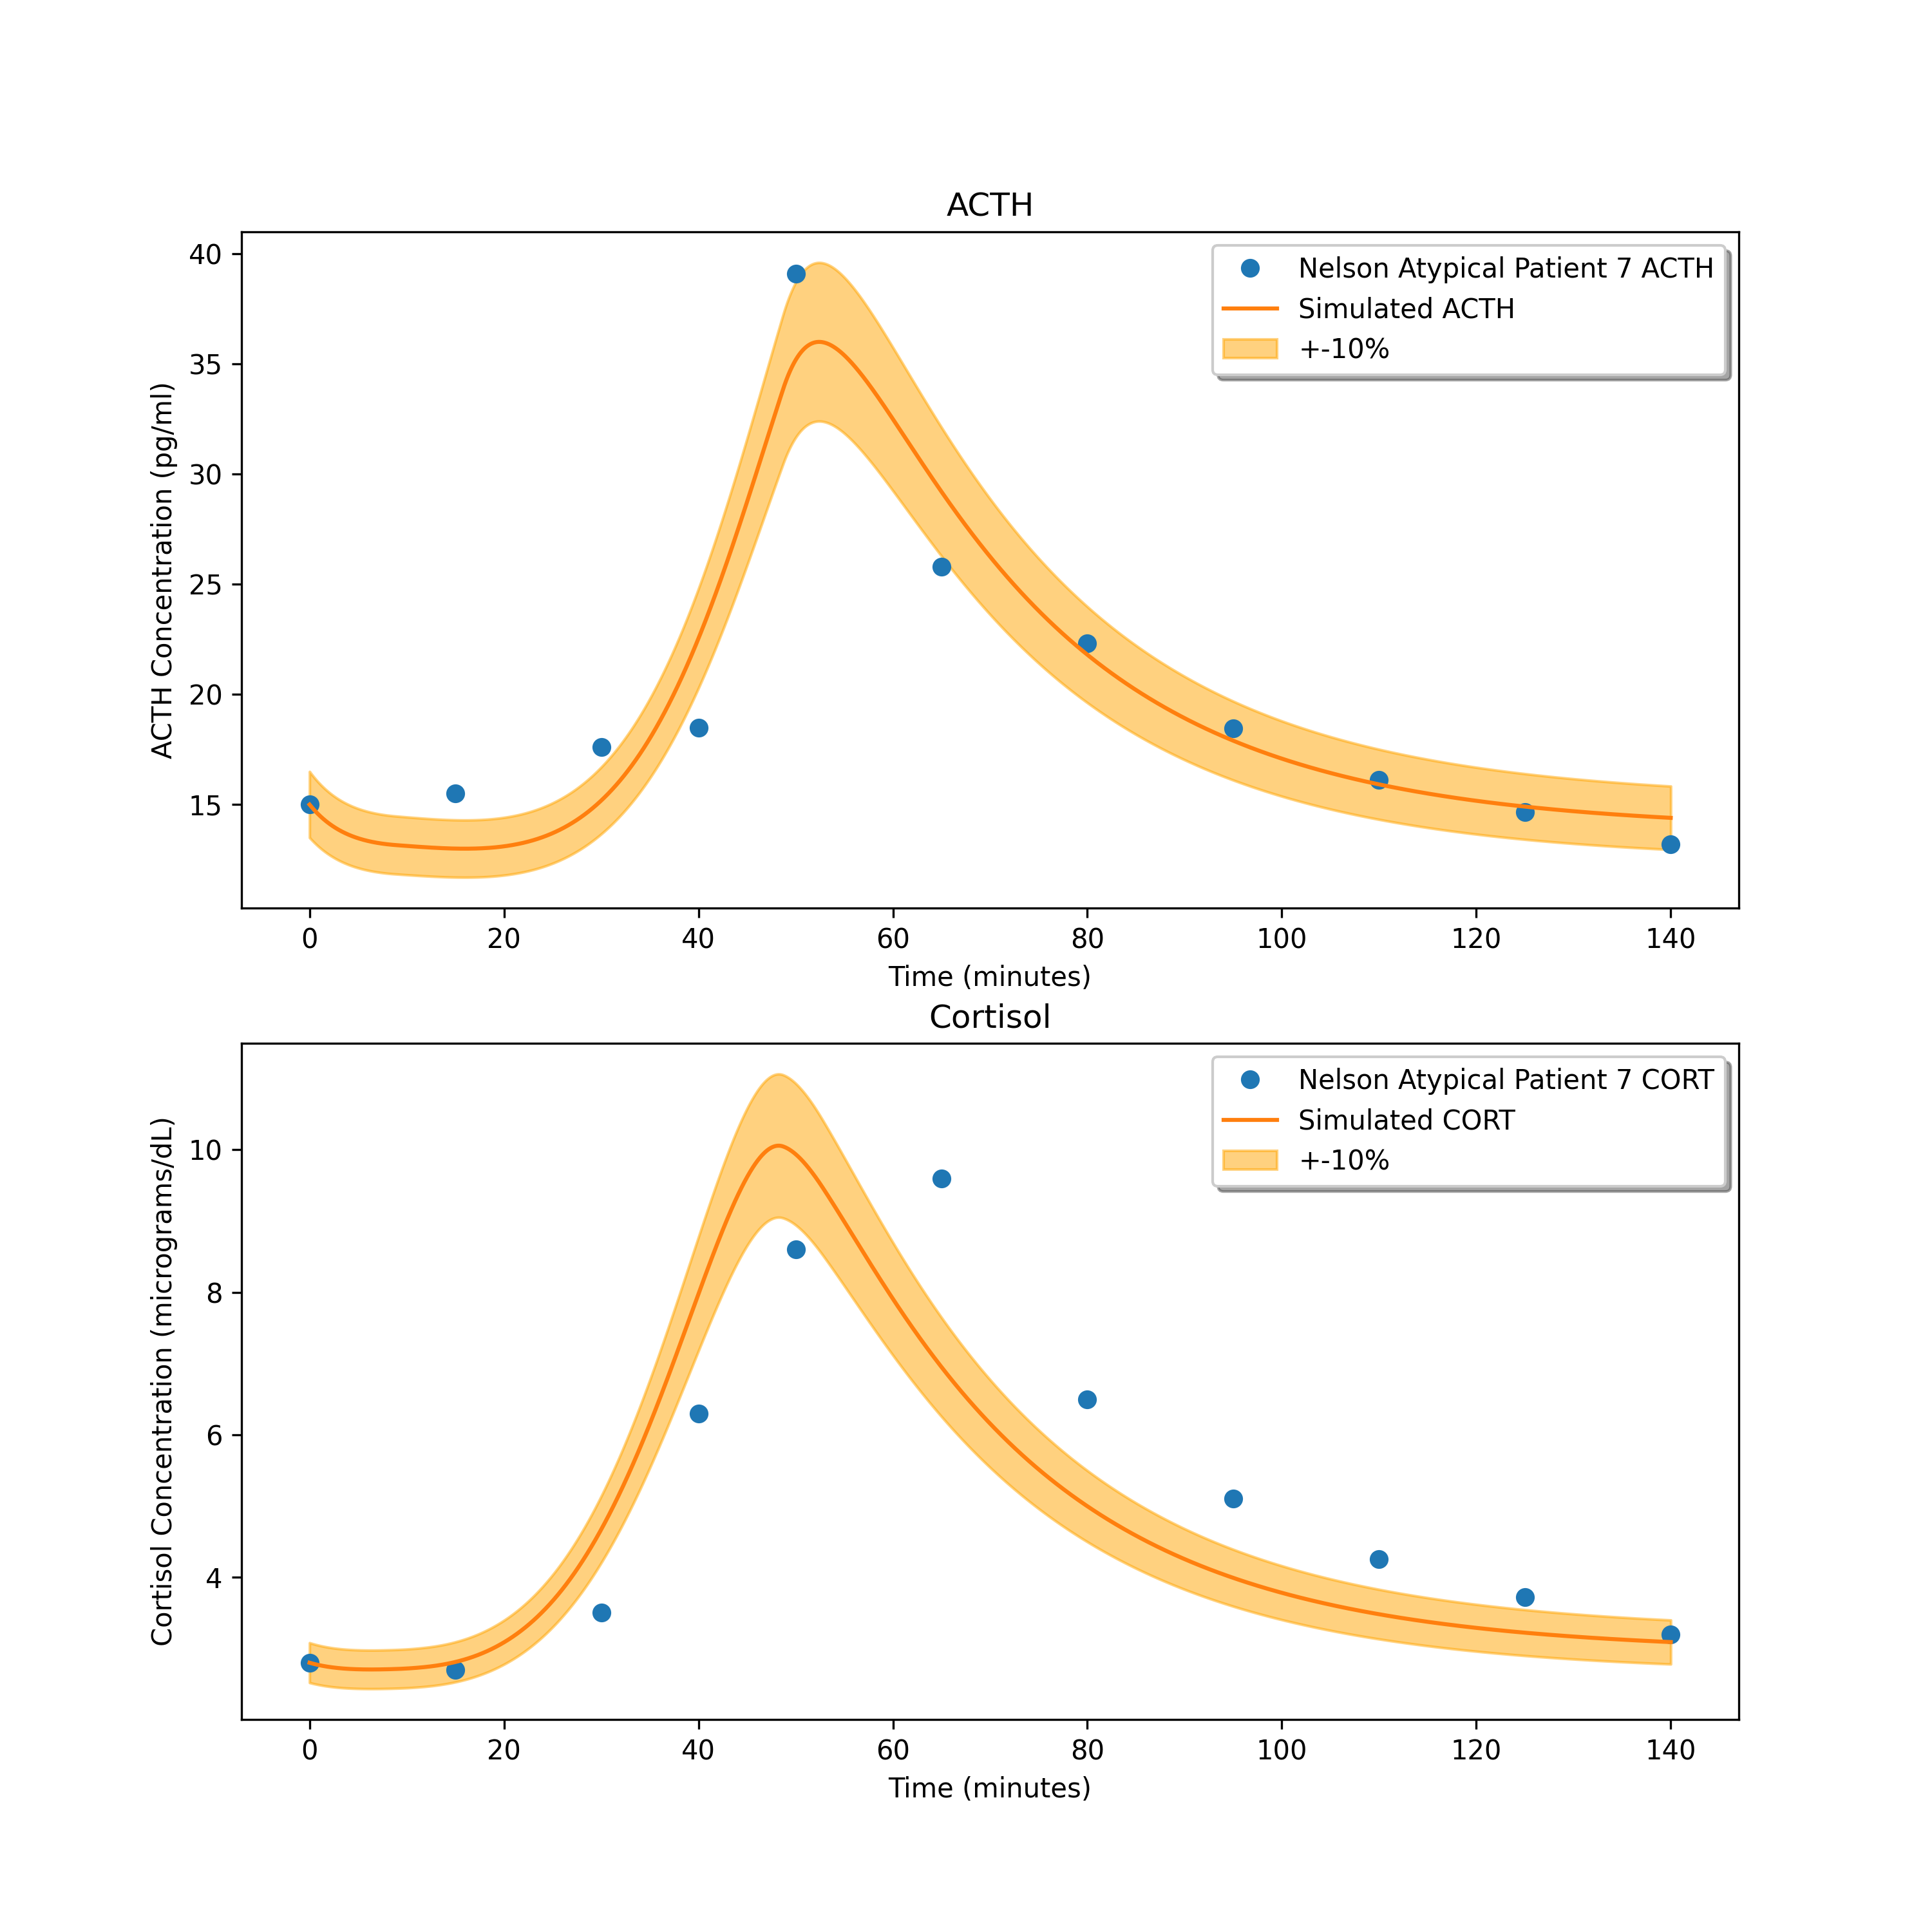 ACTH
ACTH Concentration (pg/ml)
40
35
30
25
20
15
Nelson Atypical Patient 7 ACTH
Simulated ACTH
+-10%
0 20 40 60 80 100 120 140
Time (minutes)
Cortisol
Cortisol Concentration (micrograms/dL)
10
8
6
4
Nelson Atypical Patient 7 CORT
Simulated CORT
+-10%
0 20 40 60 80 100 120 140
Time (minutes)